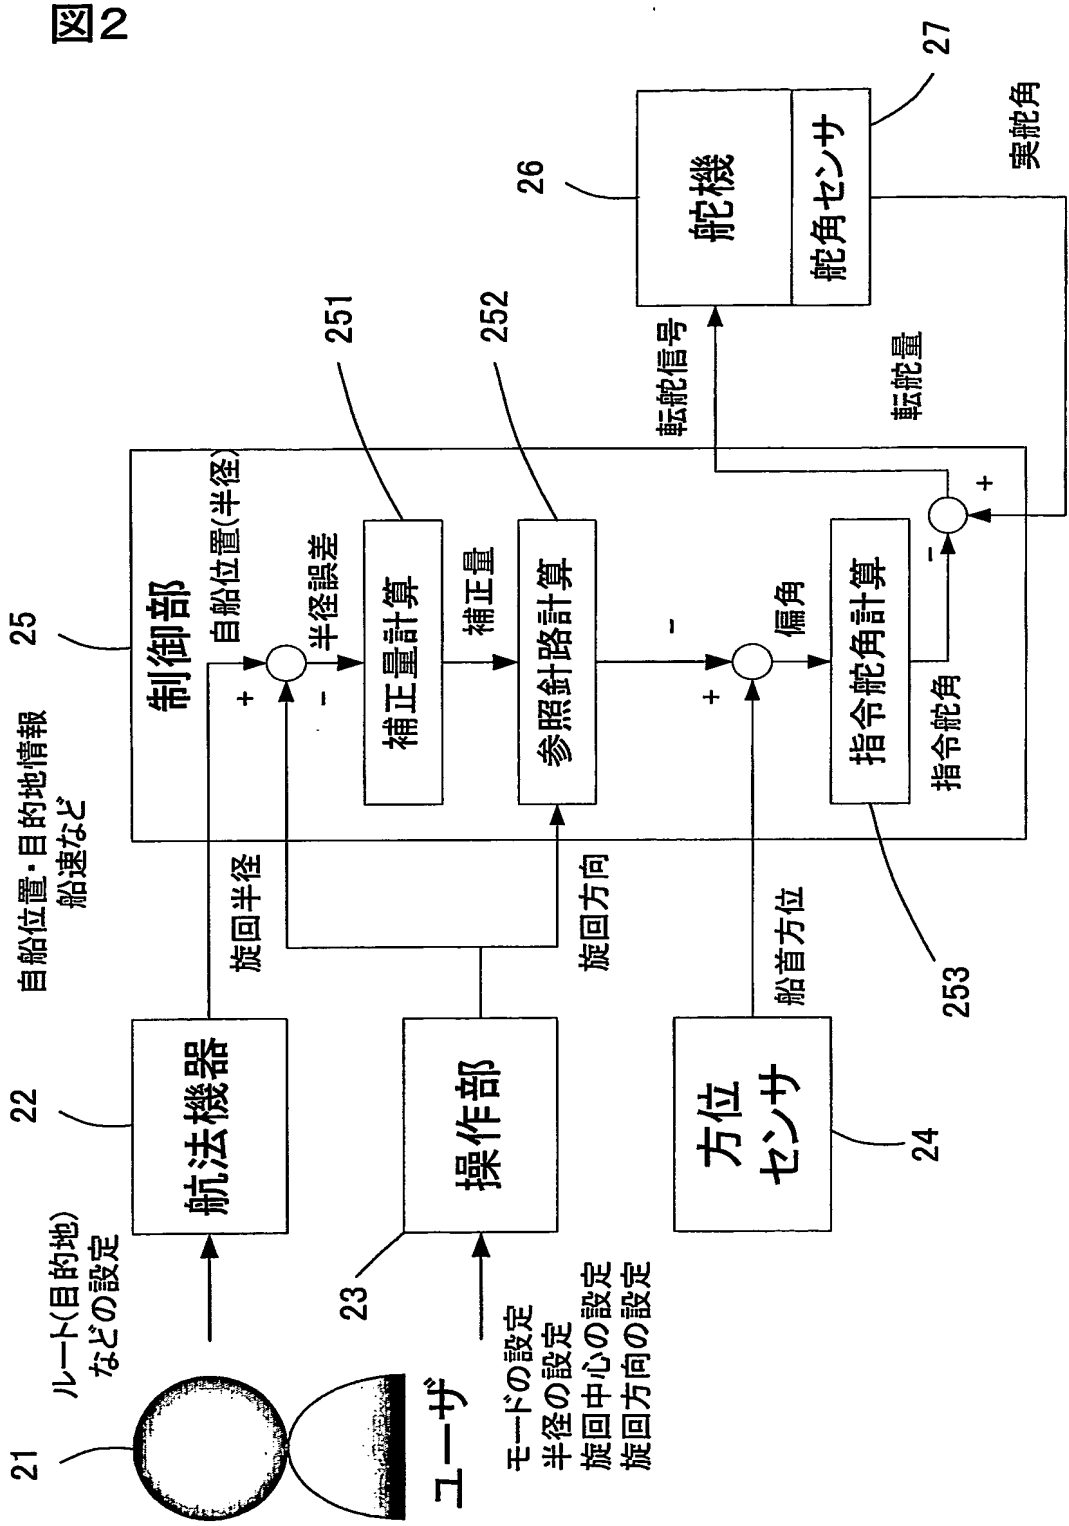 図2
21
ユーザ
ルート(目的地)
などの設定
モードの設定
半径の設定
旋回中心の設定
旋回方向の設定
22
航法機器
23
操作部
方位
センサ
24
自船位置・目的地情報
船速など
旋回半径
旋回方向
船首方位
25
制御部
自船位置(半径)
+
-
半径誤差
251
補正量計算
補正量
252
参照針路計算
-
+
偏角
指令舵角計算
253
指令舵角
-
+
転舵信号
転舵量
26
舵機
舵角センサ
27
実舵角